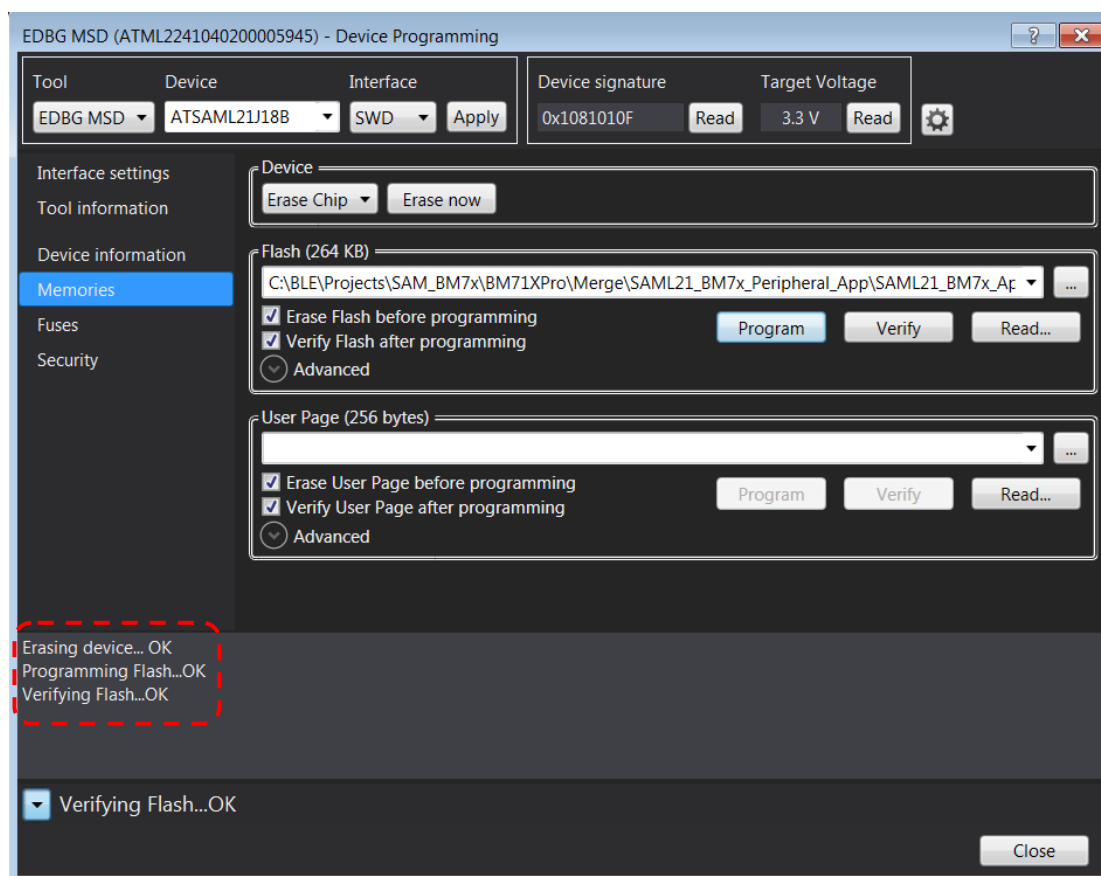 EDBG MSD (ATML2241040200005945) - Device Programming
Tool Device Interface Device signature Target Voltage
EDBG MSD ATSAML21J18B SWD Apply 0x1081010F Read 3.3 V Read
Interface settings
Tool information
Device information
Memories
Fuses
Security
Device
Erase Chip Erase now
Flash (264 KB)
C:\BLE\Projects\SAM_BM7x\BM71XPro\Merge\SAML21_BM7x_Peripheral_App\SAML21_BM7x_Ap ...
Erase Flash before programming
Verify Flash after programming
Program Verify Read...
Advanced
User Page (256 bytes)
...
Erase User Page before programming
Verify User Page after programming
Program Verify Read...
Advanced
Erasing device... OK
Programming Flash...OK
Verifying Flash...OK
Verifying Flash...OK
Close